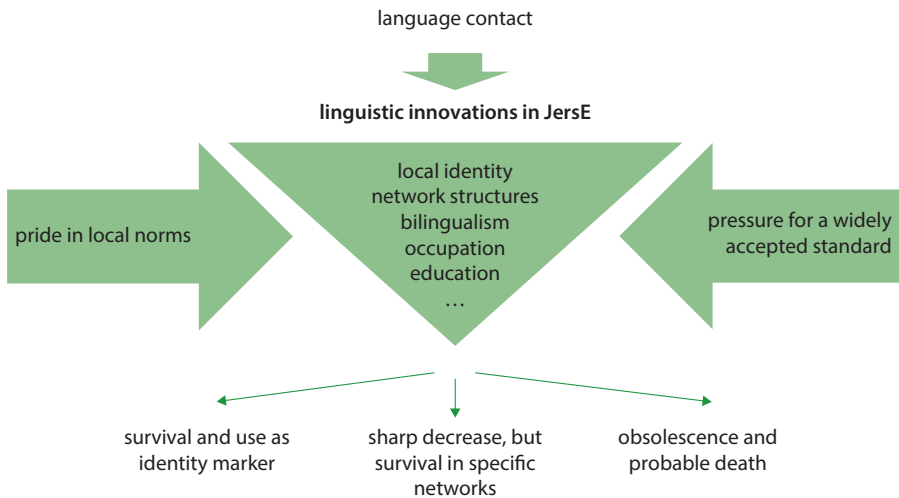 language contact
linguistic innovations in JersE
local identity
network structures
bilingualism
occupation
education
…
pride in local norms
pressure for a widely
accepted standard
survival and use as
identity marker
sharp decrease, but
survival in specific
networks
obsolescence and
probable death